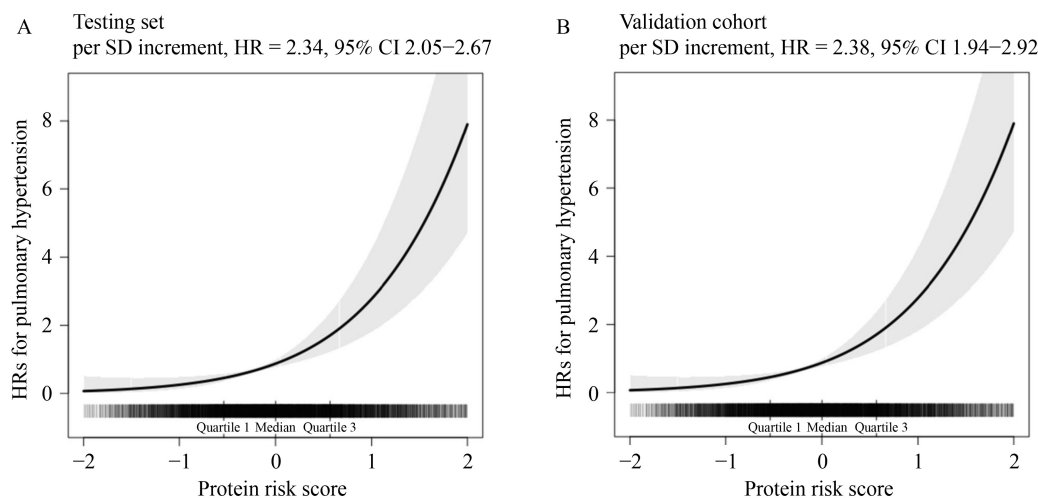 A
Testing set
per SD increment, HR = 2.34, 95% CI 2.05−2.67
HRs for pulmonary hypertension
8
6
4
2
0
Quartile 1 Median Quartile 3
−2 −1 0 1 2
Protein risk score
B
Validation cohort
per SD increment, HR = 2.38, 95% CI 1.94−2.92
HRs for pulmonary hypertension
8
6
4
2
0
Quartile 1 Median Quartile 3
−2 −1 0 1 2
Protein risk score